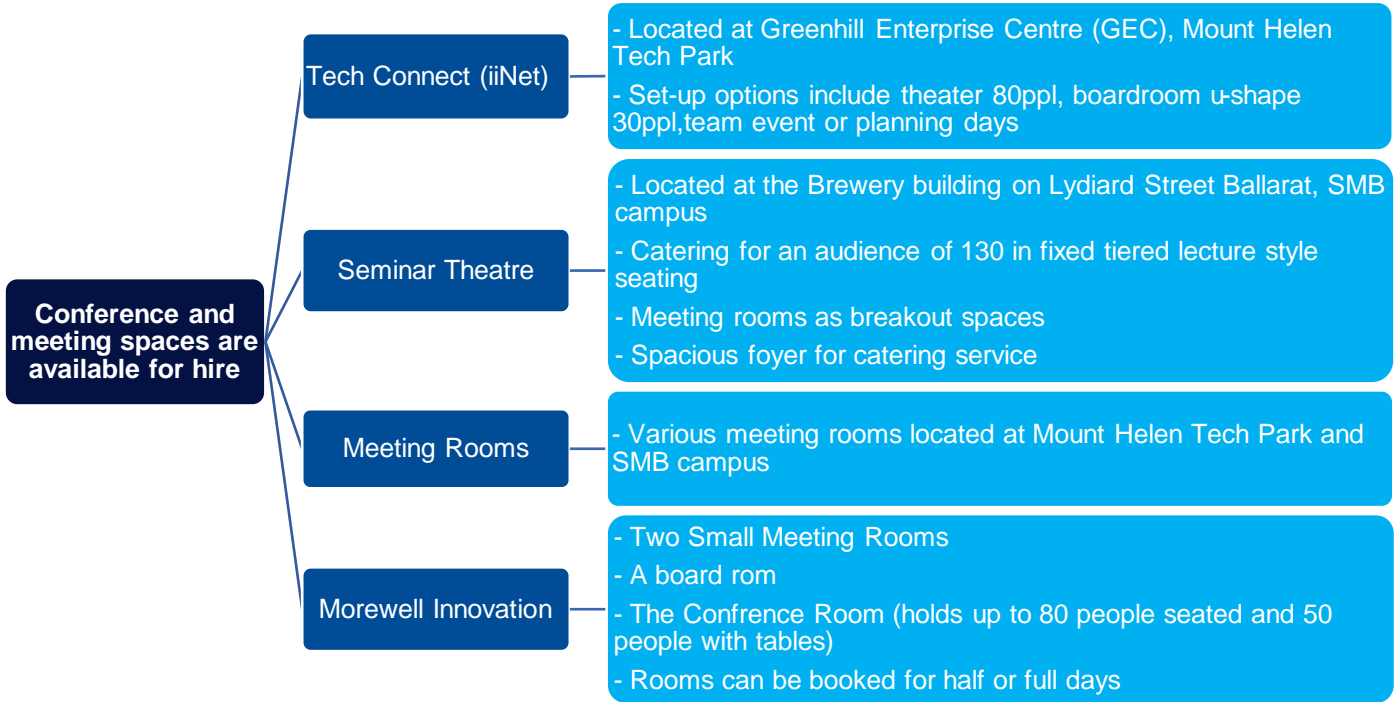 Conference and
meeting spaces are
available for hire
Tech Connect (iiNet)
- Located at Greenhill Enterprise Centre (GEC), Mount Helen
Tech Park
- Set-up options include theater 80ppl, boardroom u-shape
30ppl,team event or planning days
Seminar Theatre
- Located at the Brewery building on Lydiard Street Ballarat, SMB
campus
- Catering for an audience of 130 in fixed tiered lecture style
seating
- Meeting rooms as breakout spaces
- Spacious foyer for catering service
Meeting Rooms
- Various meeting rooms located at Mount Helen Tech Park and
SMB campus
Morewell Innovation
- Two Small Meeting Rooms
- A board rom
- The Confrence Room (holds up to 80 people seated and 50
people with tables)
- Rooms can be booked for half or full days